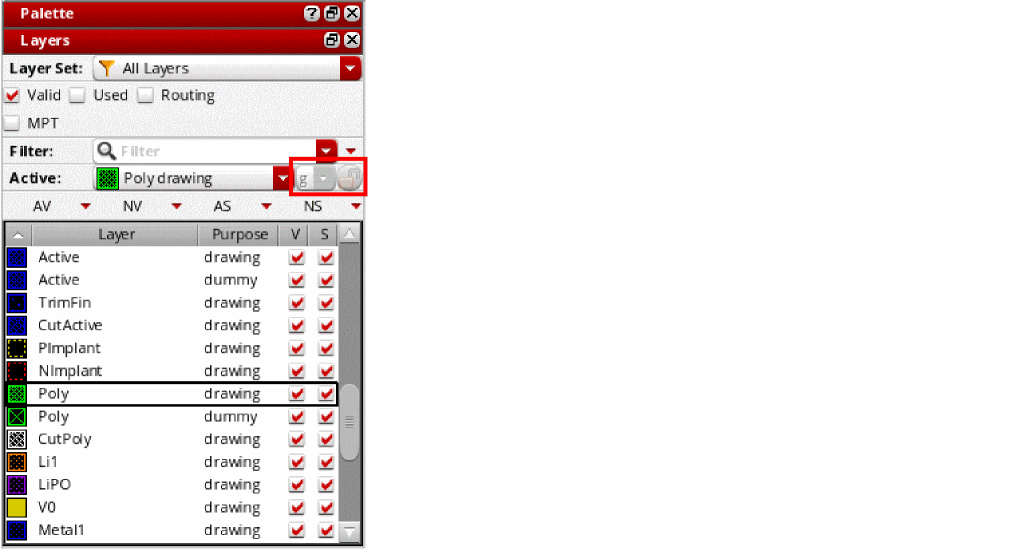 Palette
Layers
Layer Set: All Layers
Valid Used Routing
MPT
Filter: Filter
Active: Poly drawing g
AV NV AS NS
Layer Purpose V S
Active drawing
Active dummy
TrimFin drawing
CutActive drawing
PImplant drawing
NImplant drawing
Poly drawing
Poly dummy
CutPoly drawing
Li1 drawing
LiPO drawing
V0 drawing
Metal1 drawing